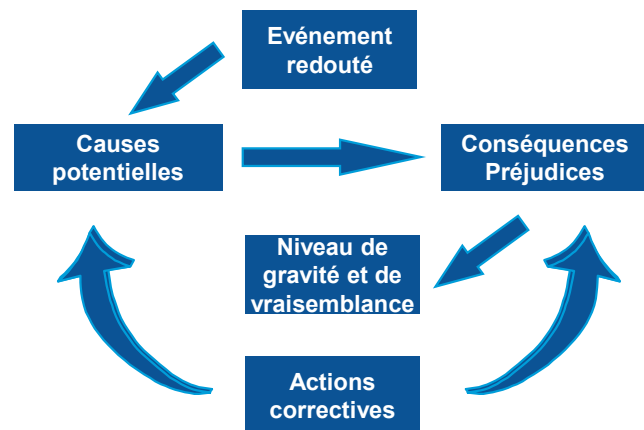 Evénement
redouté
Causes
potentielles
Conséquences
Préjudices
Niveau de
gravité et de
vraisemblance
Actions
correctives